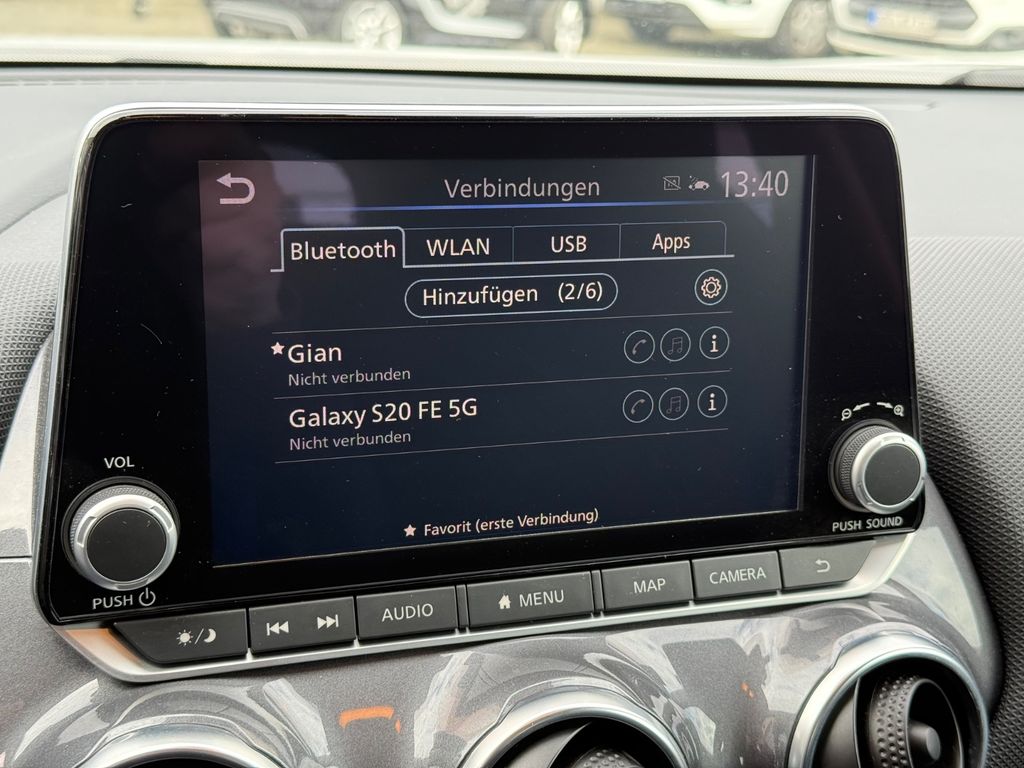 Verbindungen 13:40
Bluetooth WLAN USB Apps
Hinzufügen (2/6)
Gian
Nicht verbunden
Galaxy S20 FE 5G
Nicht verbunden
Favorit (erste Verbindung)
VOL
PUSH
PUSH SOUND
AUDIO MENU MAP CAMERA